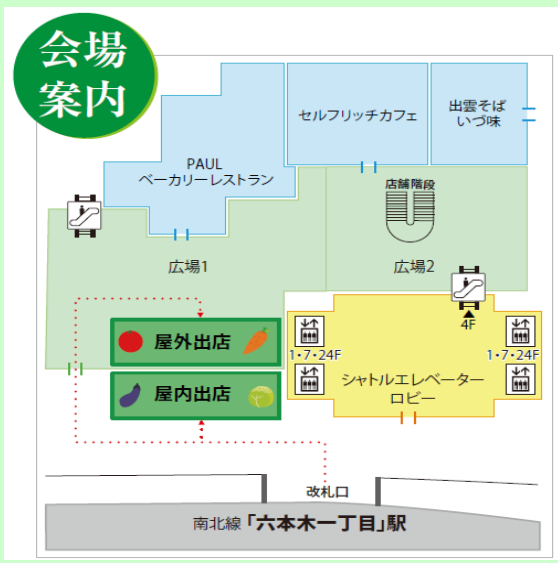 会場
案内
セルフリッチカフェ
出雲そば
いづ味
PAUL
ベーカリーレストラン
店舗階段
広場1
広場2
4F
屋外出店
1・7・24F
1・7・24F
屋内出店
シャトルエレベーター
ロビー
改札口
南北線「六本木一丁目」駅